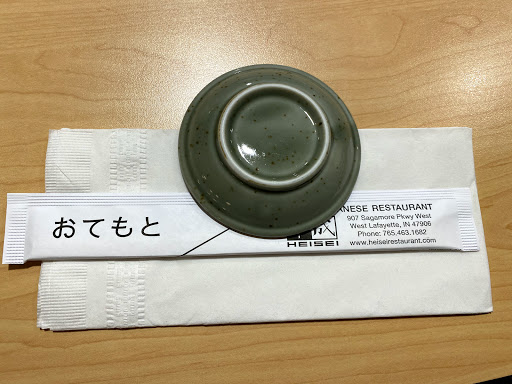 おてもと
成
HEISEI
ANESE RESTAURANT
907 Sagamore Pkwy West
West Lafayette, IN 47906
Phone: 765.463.1682
www.heiseirestaurant.com